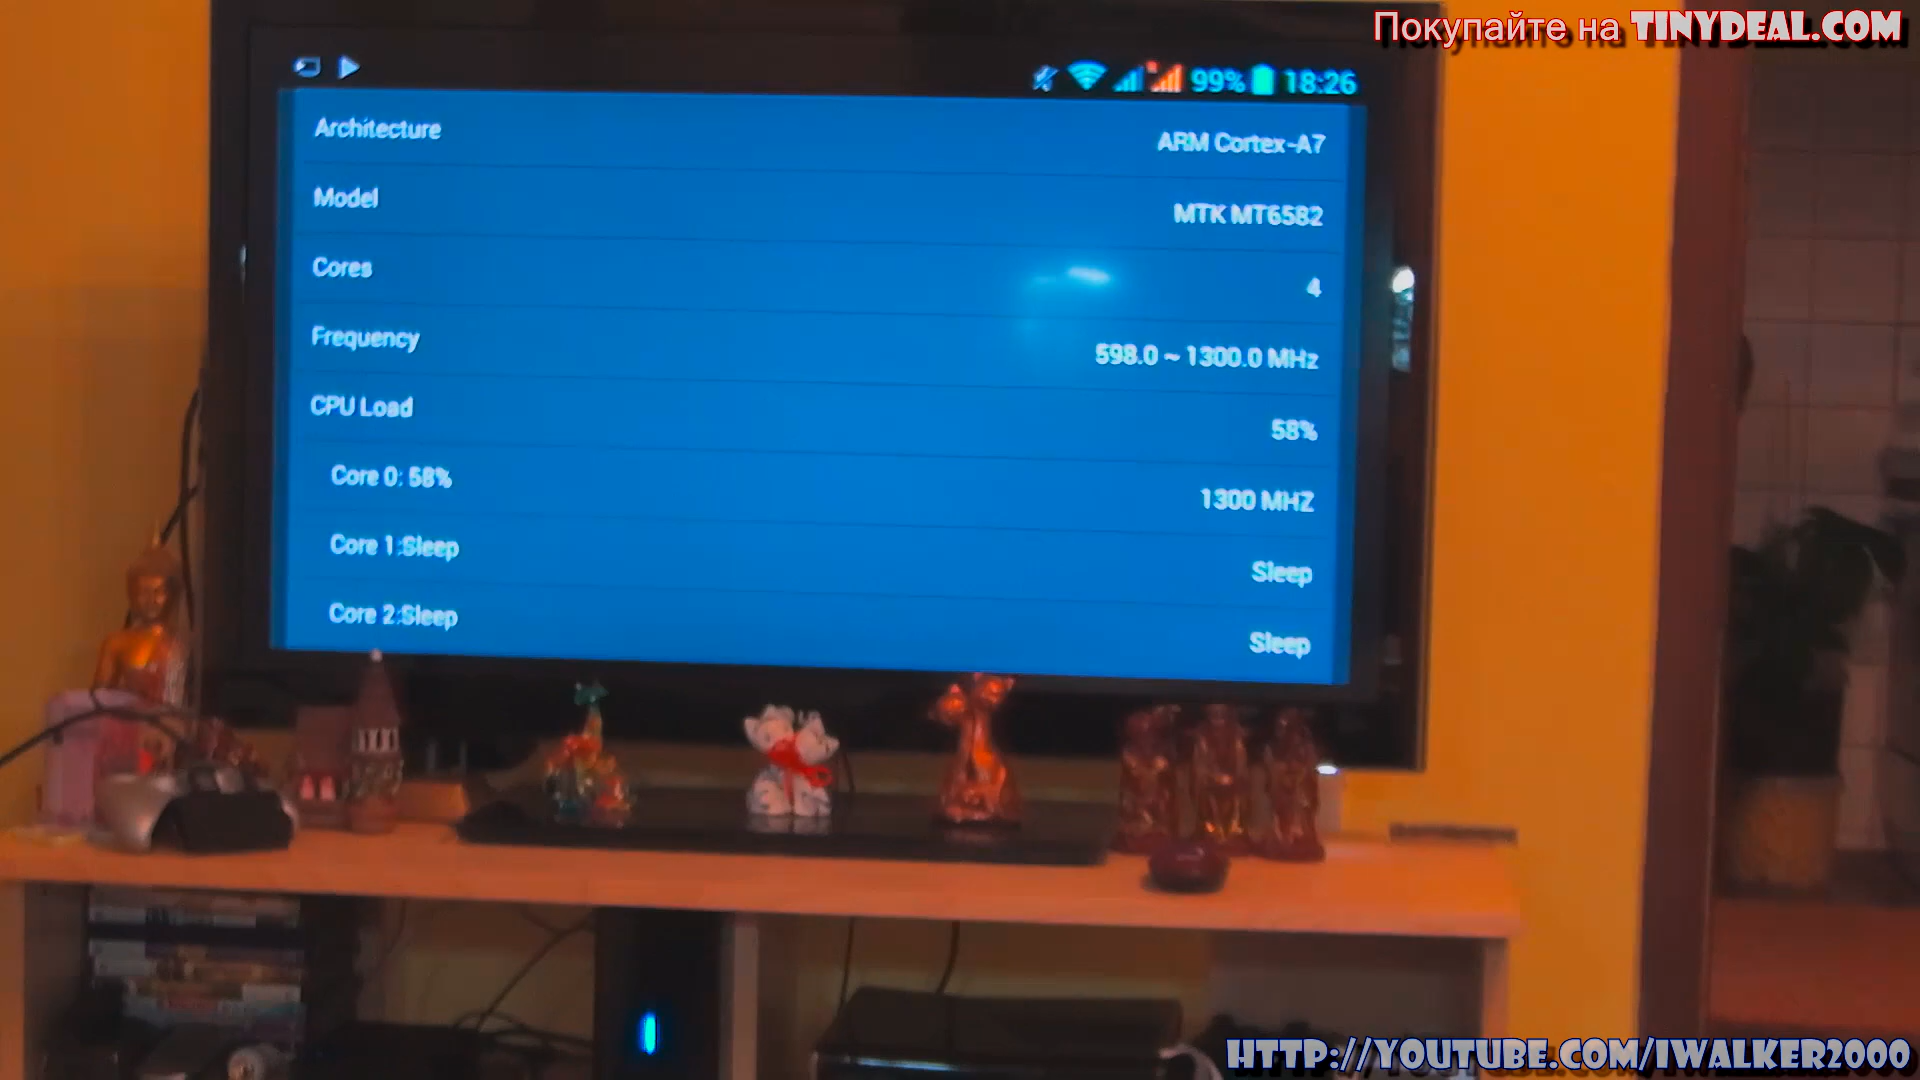 Покупайте на TINYDEAL.COM
99% 18:26
Architecture
ARM Cortex-A7
Model
MTK MT6582
Cores
4
Frequency
598.0 ~ 1300.0 MHz
CPU Load
58%
Core 0: 58%
1300 MHZ
Core 1:Sleep
Sleep
Core 2:Sleep
Sleep
HTTP://YOUTUBE.COM/IWALKER2000